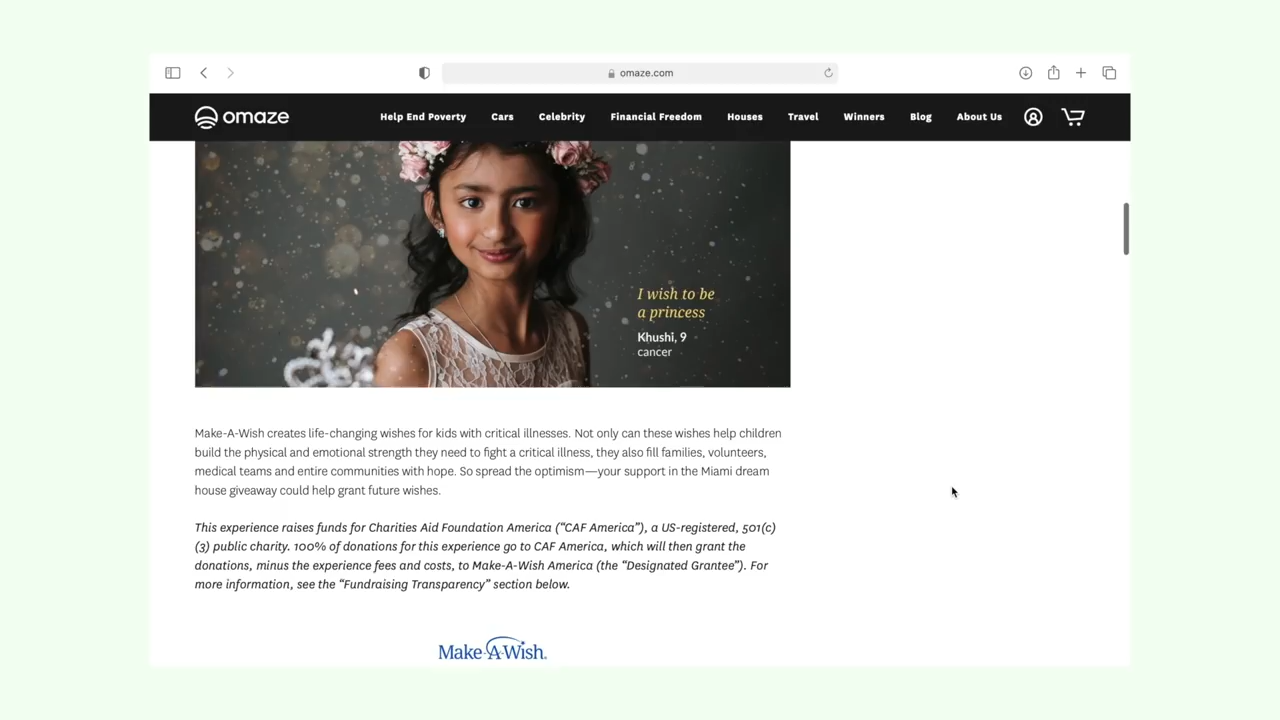 omaze.com
omaze
Help End Poverty Cars Celebrity Financial Freedom Houses Travel Winners Blog About Us
I wish to be
a princess
Khushi, 9
cancer
Make-A-Wish creates life-changing wishes for kids with critical illnesses. Not only can these wishes help children
build the physical and emotional strength they need to fight a critical illness, they also fill families, volunteers,
medical teams and entire communities with hope. So spread the optimism—your support in the Miami dream
house giveaway could help grant future wishes.
This experience raises funds for Charities Aid Foundation America (“CAF America”), a US-registered, 501(c)
(3) public charity. 100% of donations for this experience go to CAF America, which will then grant the
donations, minus the experience fees and costs, to Make-A-Wish America (the “Designated Grantee”). For
more information, see the “Fundraising Transparency” section below.
Make-A-Wish.